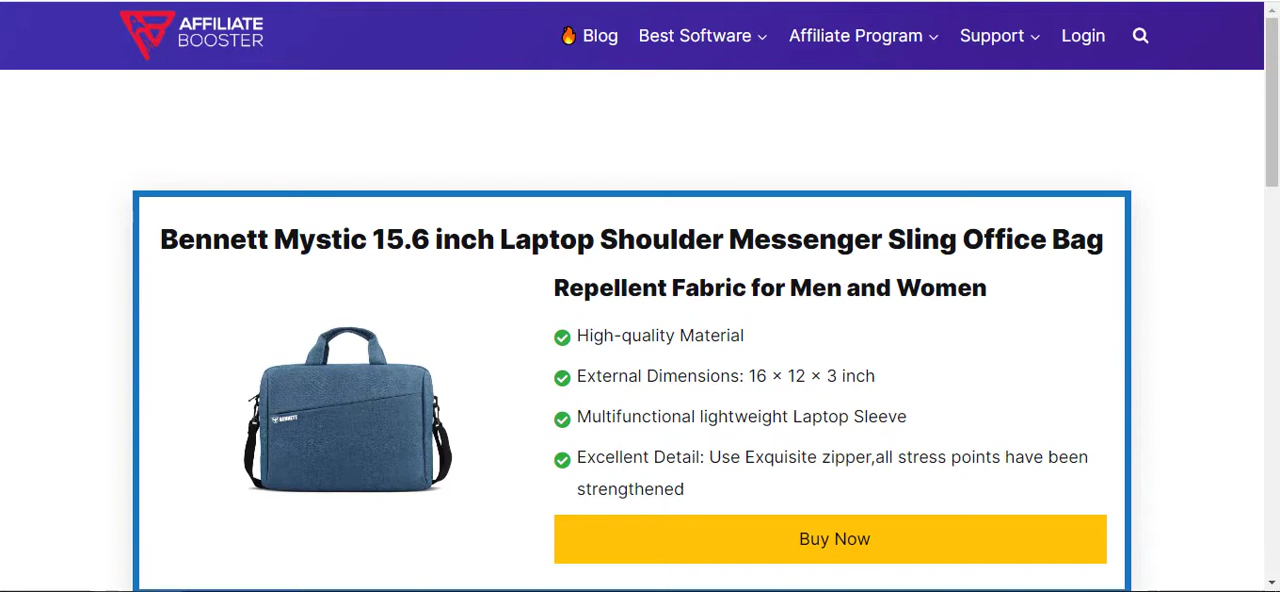 AFFILIATE
BOOSTER
Blog Best Software Affiliate Program Support Login
Bennett Mystic 15.6 inch Laptop Shoulder Messenger Sling Office Bag
Repellent Fabric for Men and Women
High-quality Material
External Dimensions: 16 × 12 × 3 inch
Multifunctional lightweight Laptop Sleeve
BENNETT
Excellent Detail: Use Exquisite zipper,all stress points have been
strengthened
Buy Now